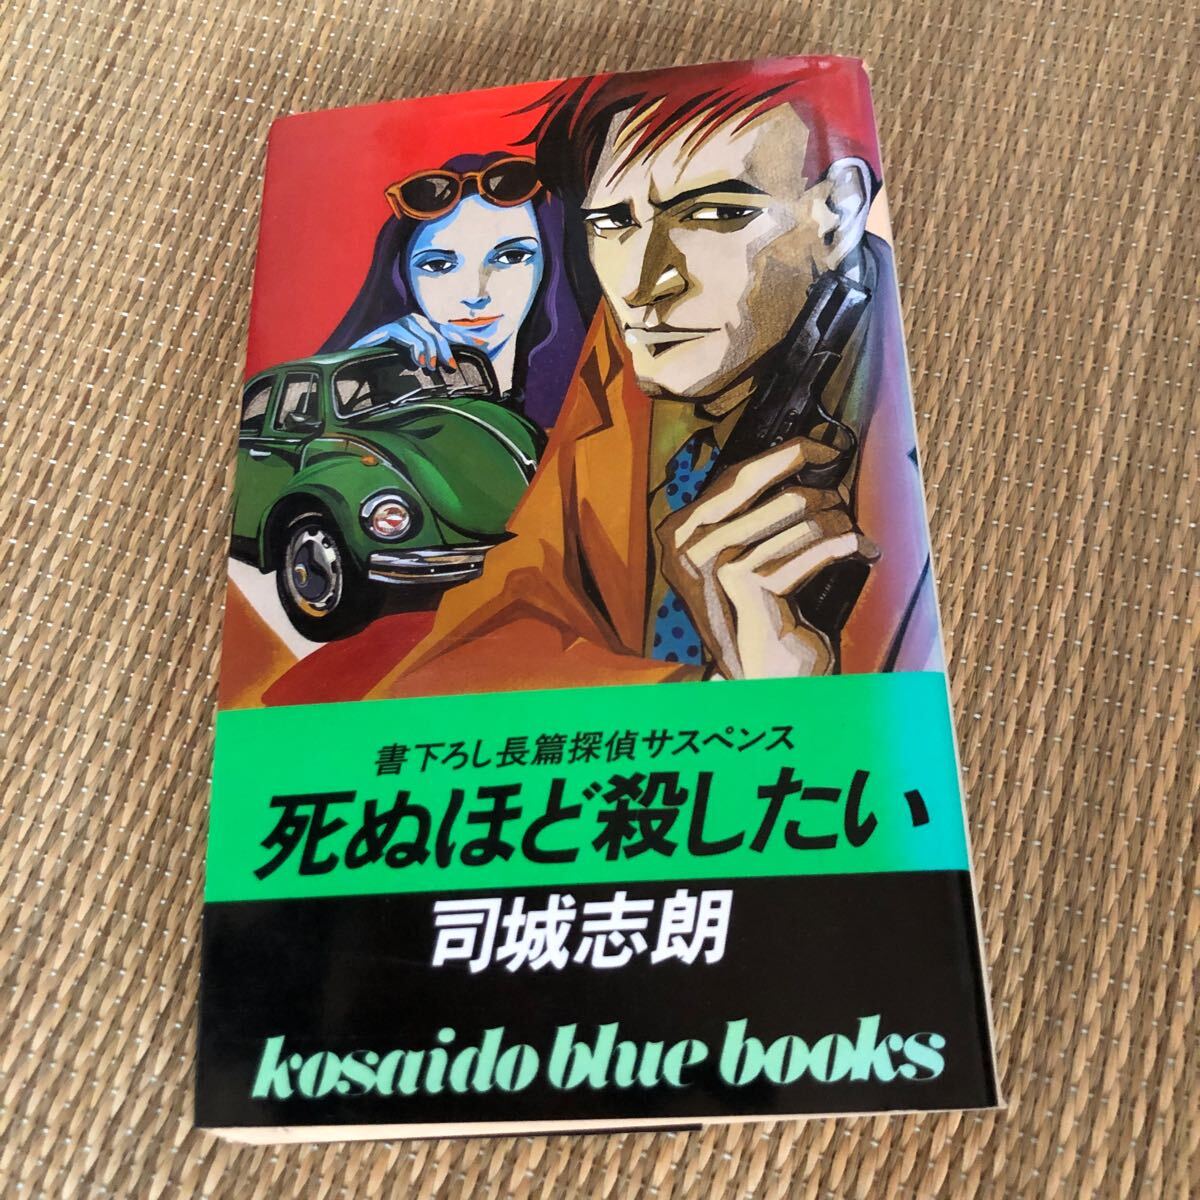 書下ろし長篇探偵サスペンス
死ぬほど殺したい
司城志朗
kosaido blue books